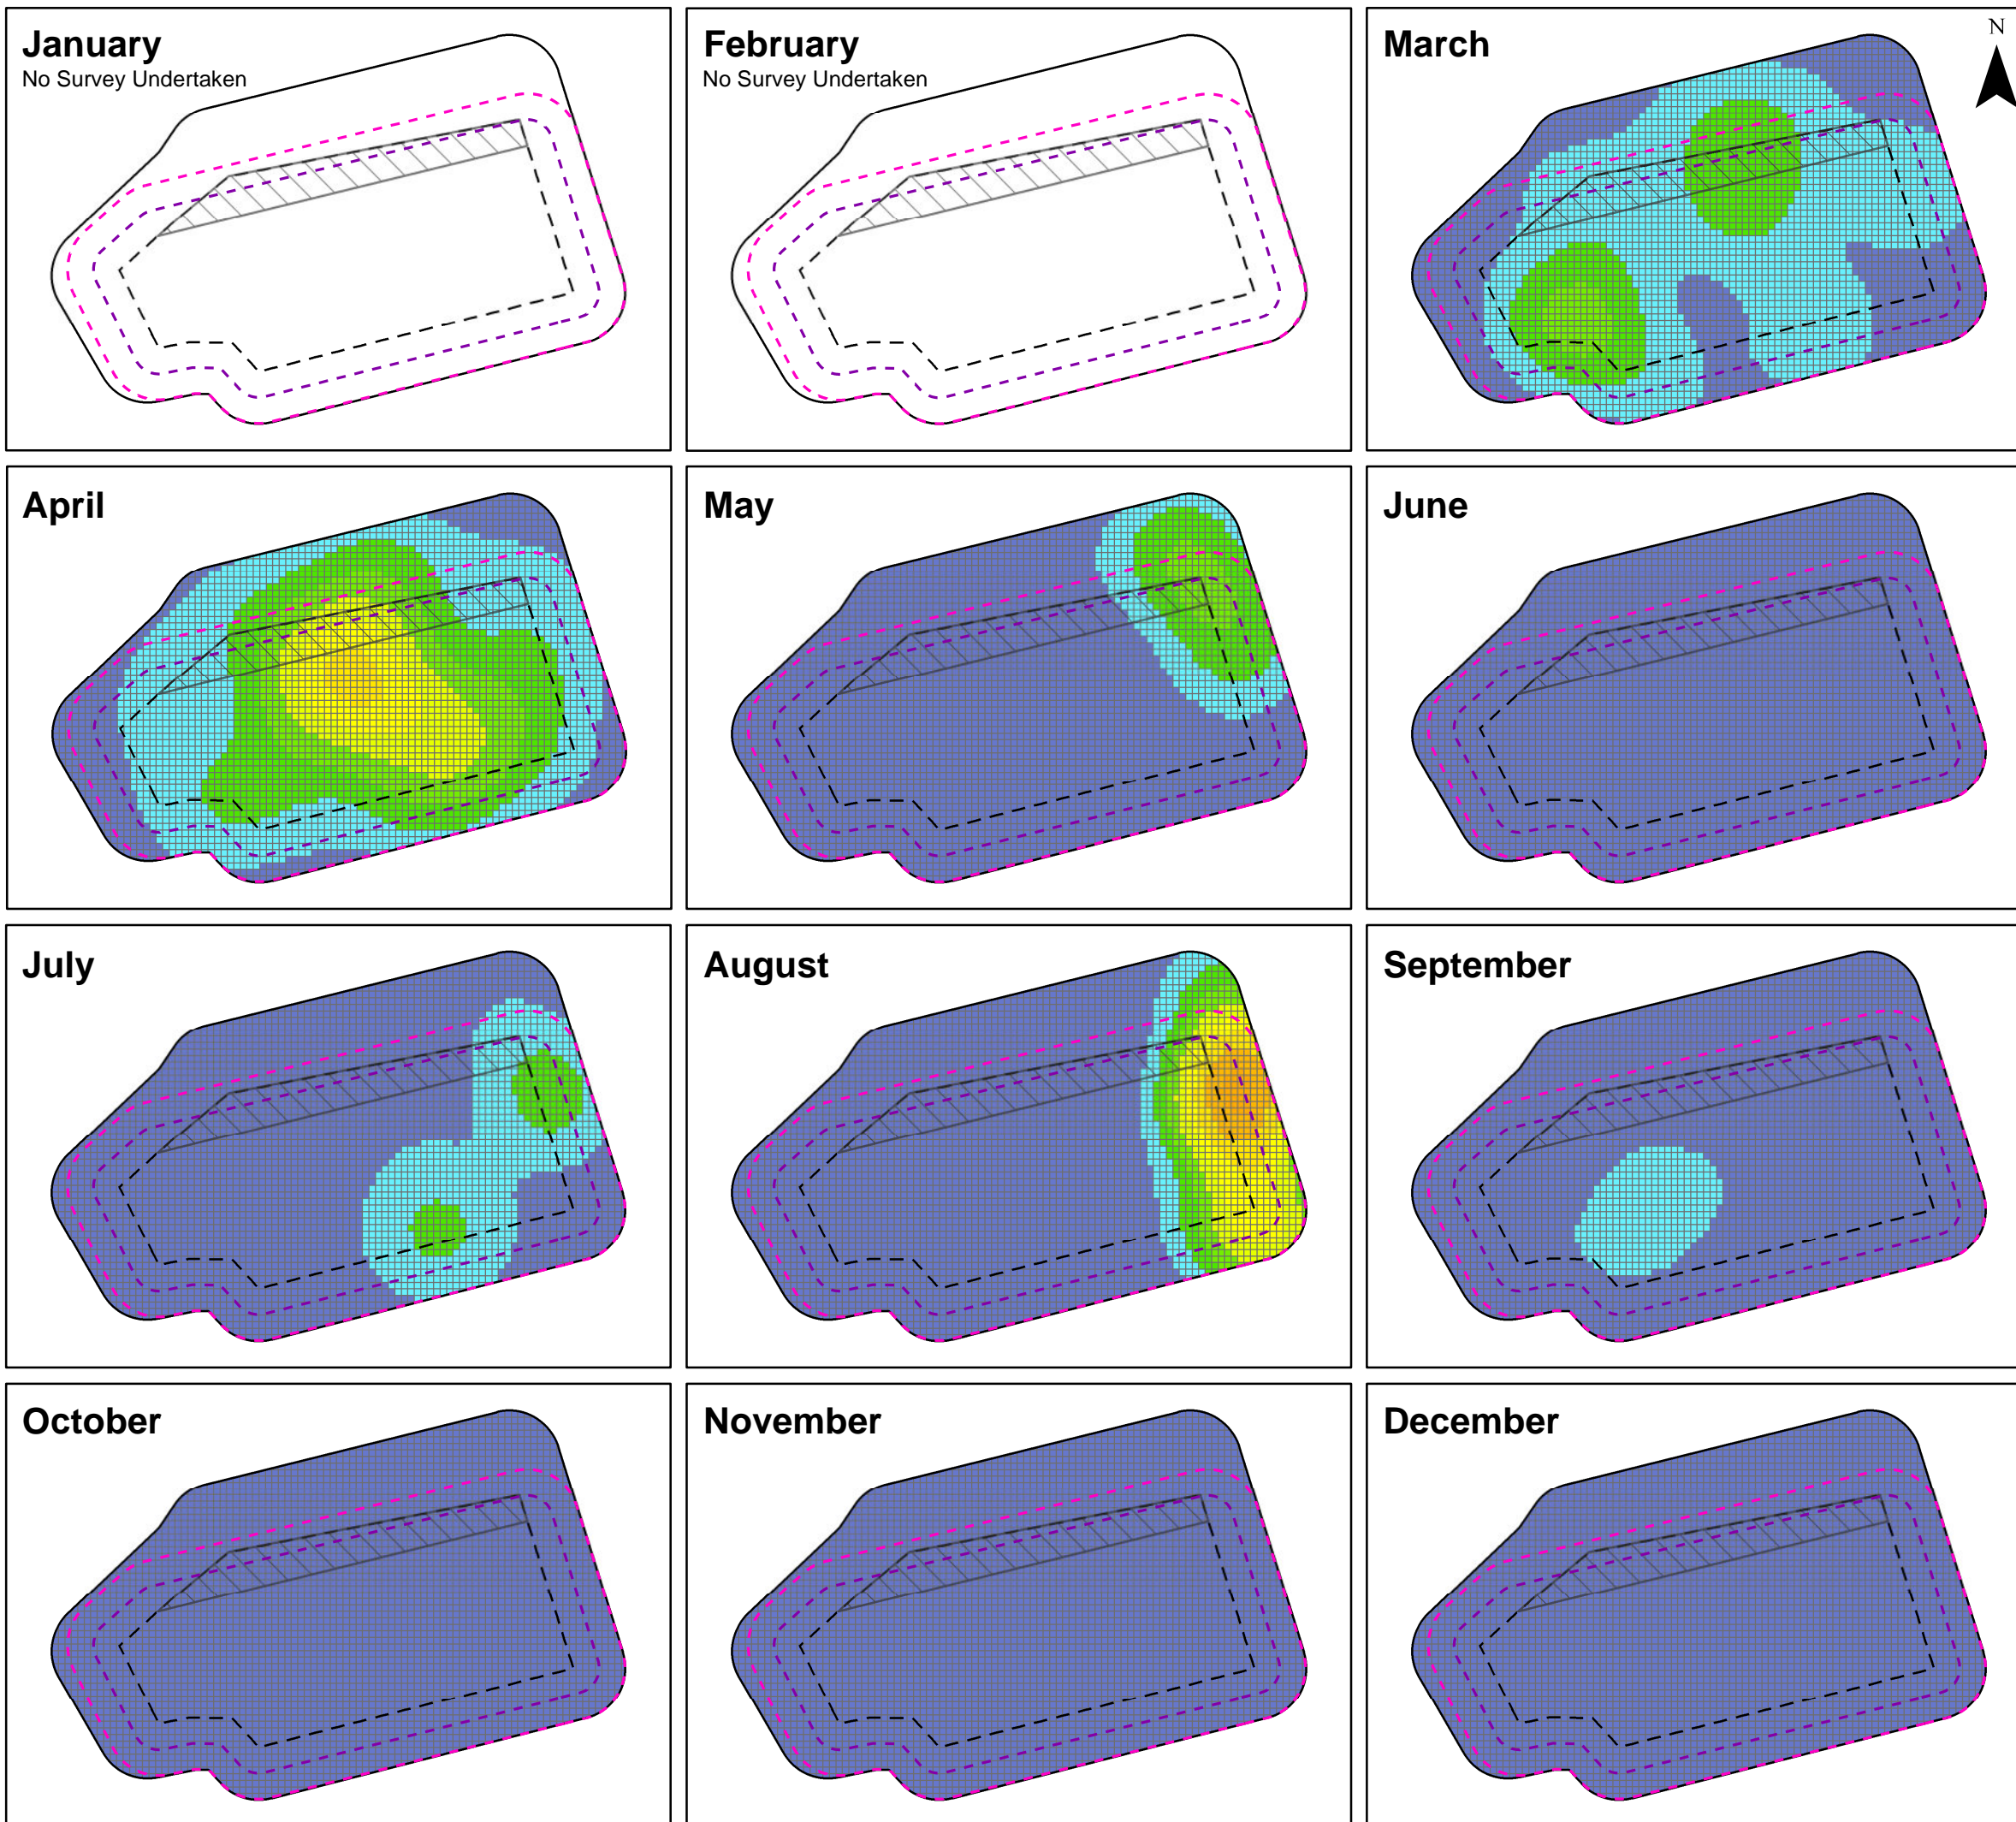 January
No Survey Undertaken
February
No Survey Undertaken
March
N
April
May
June
July
August
September
October
November
December